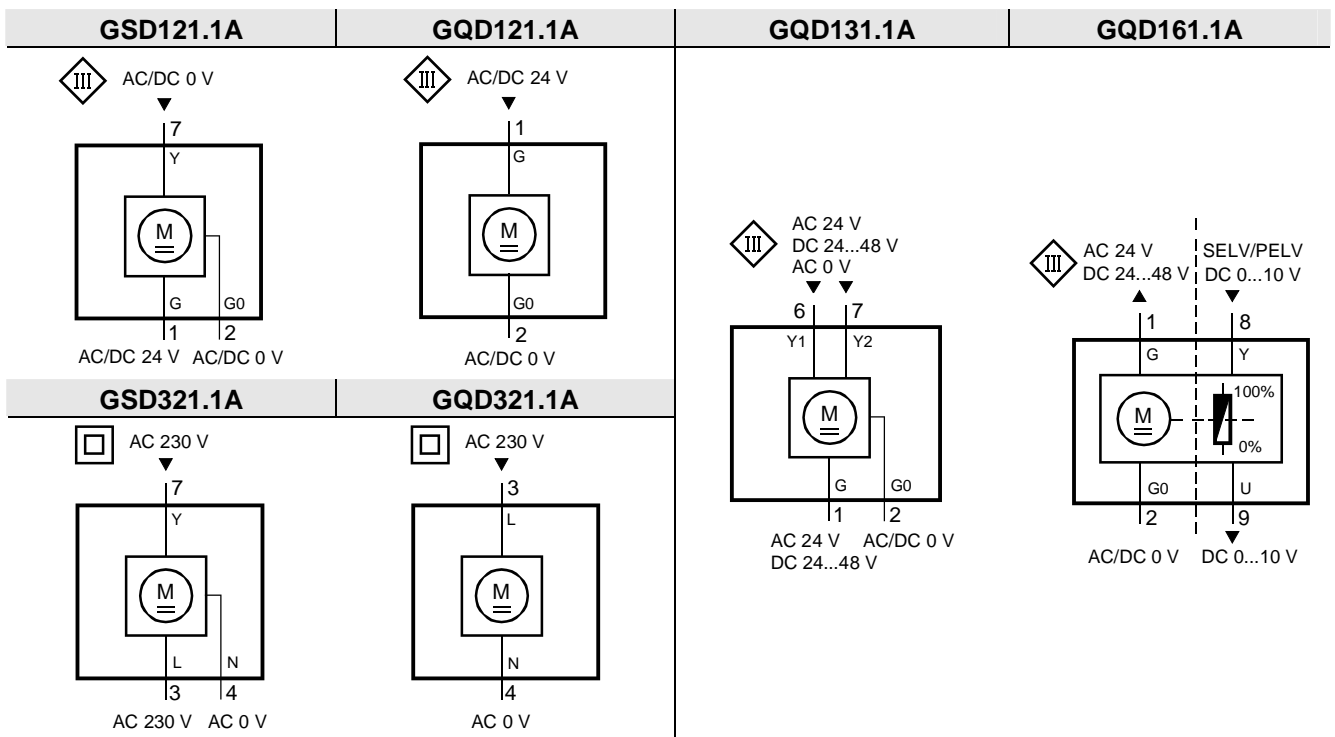 GSD121.1A
GQD121.1A
GQD131.1A
GQD161.1A
III
AC/DC 0 V
7
Y
M
G
G0
1
2
AC/DC 24 V
AC/DC 0 V
III
AC/DC 24 V
1
G
M
G0
2
AC/DC 0 V
GSD321.1A
GQD321.1A
AC 230 V
7
Y
M
L
N
3
4
AC 230 V
AC 0 V
AC 230 V
3
L
M
N
4
AC 0 V
III
AC 24 V
DC 24...48 V
AC 0 V
6
7
Y1
Y2
M
G
G0
1
2
AC 24 V
AC/DC 0 V
DC 24...48 V
III
AC 24 V
DC 24...48 V
SELV/PELV
DC 0...10 V
1
8
G
Y
100%
M
0%
G0
U
2
9
AC/DC 0 V
DC 0...10 V